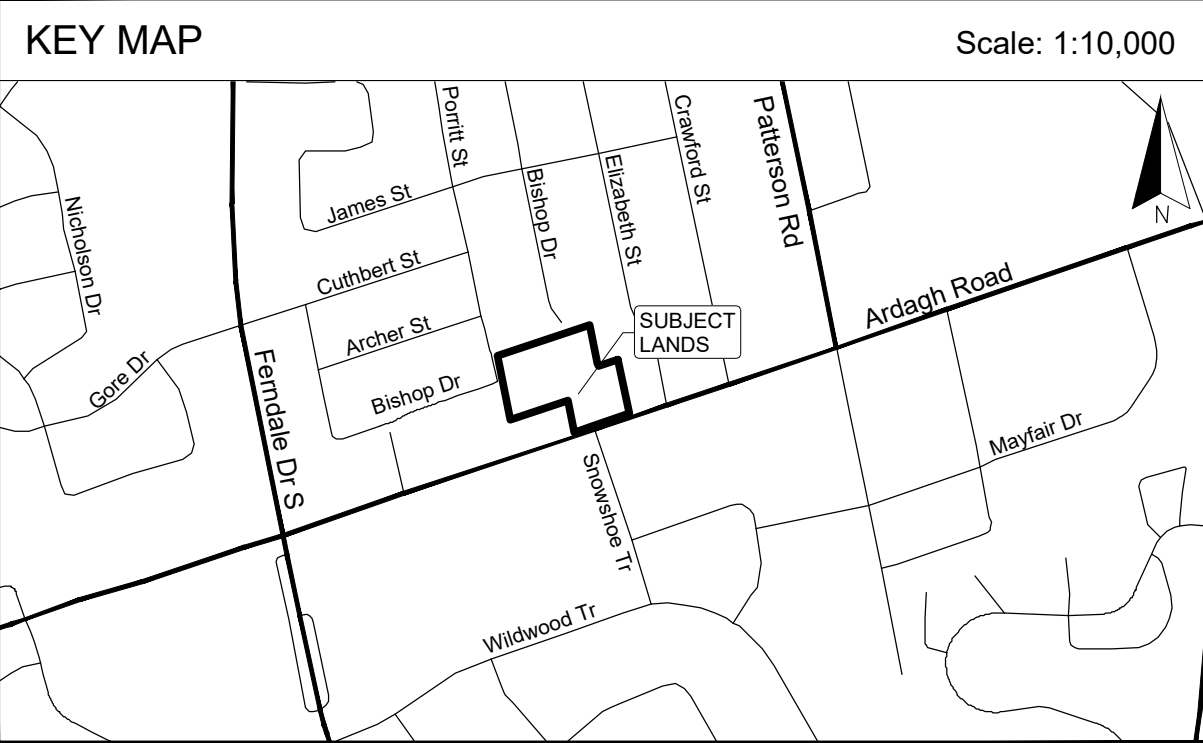 KEY MAP
Scale: 1:10,000
Porritt St
Crawford St
Patterson Rd
Bishop Dr
Elizabeth St
James St
Nicholson Dr
N
Cuthbert St
Ardagh Road
SUBJECT
LANDS
Archer St
Gore Dr
Ferndale Dr S
Bishop Dr
Mayfair Dr
Snowshoe Tr
Wildwood Tr